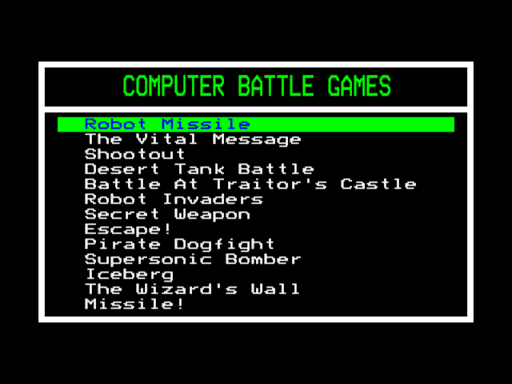 COMPUTER BATTLE GAMES
Robot Missile
The Vital Message
Shootout
Desert Tank Battle
Battle At Traitor's Castle
Robot Invaders
Secret Weapon
Escape!
Pirate Dogfight
Supersonic Bomber
Iceberg
The Wizard's Wall
Missile!